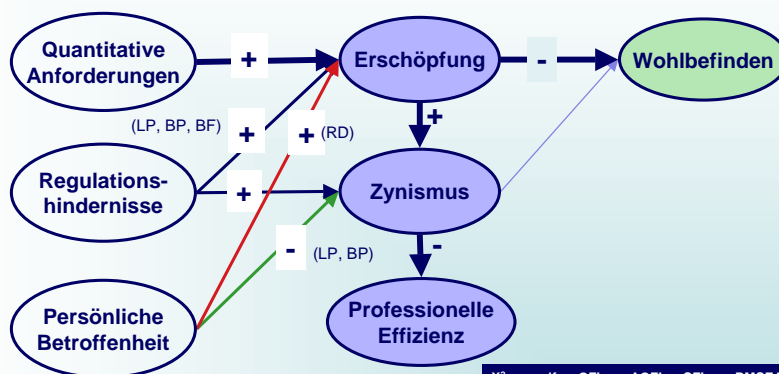 Quantitative
Anforderungen
+
Erschöpfung
-
Wohlbefinden
(LP, BP, BF)
+
+
(RD)
+
Regulations-
hindernisse
+
Zynismus
-
(LP, BP)
-
Persönliche
Betroffenheit
Professionelle
Effizienz